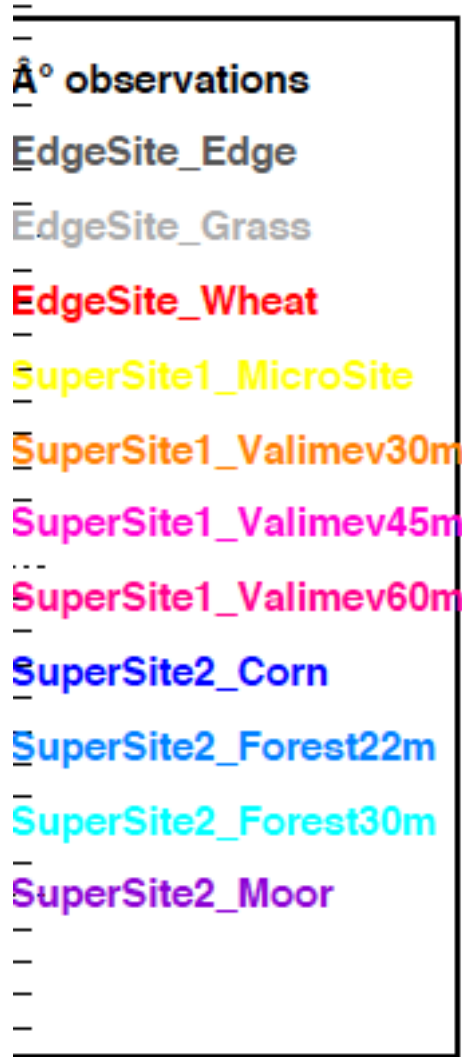 Â° observations
EdgeSite_Edge
EdgeSite_Grass
EdgeSite_Wheat
SuperSite1_MicroSite
SuperSite1_Valimev30m
SuperSite1_Valimev45m
SuperSite1_Valimev60m
SuperSite2_Corn
SuperSite2_Forest22m
SuperSite2_Forest30m
SuperSite2_Moor